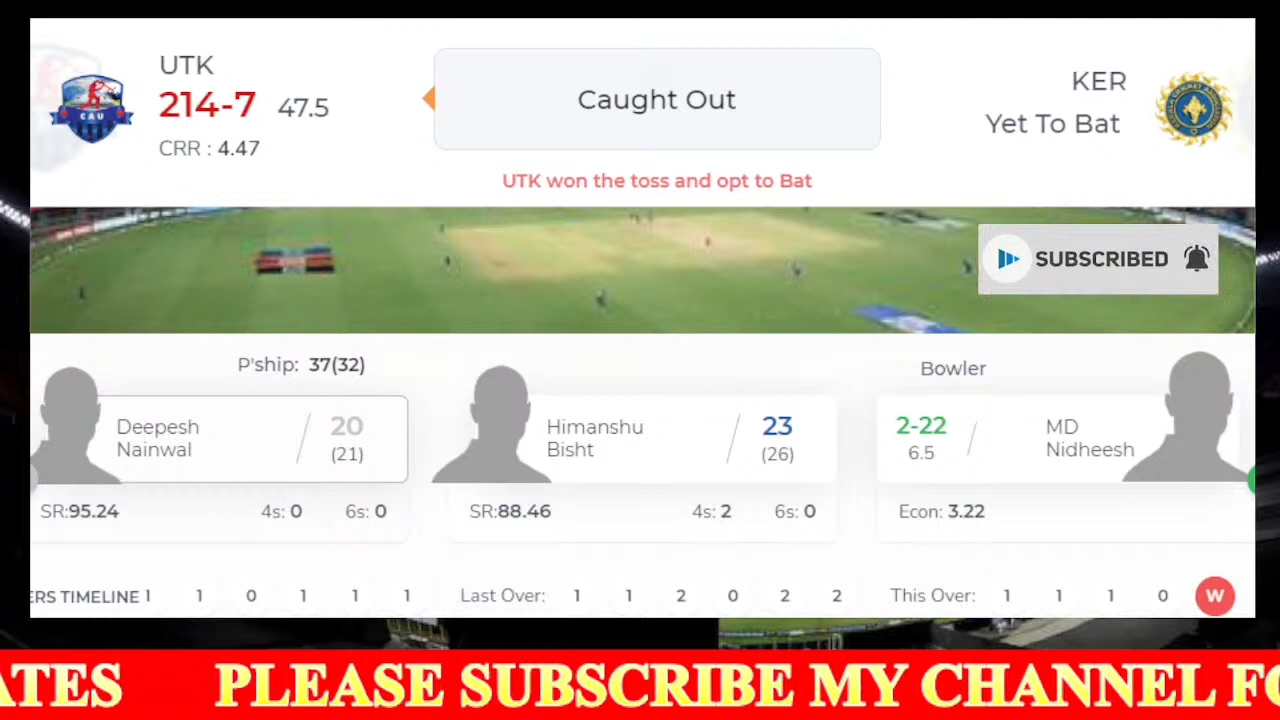 UTK
214-7 47.5
CRR : 4.47
CAU
Caught Out
UTK won the toss and opt to Bat
KER
Yet To Bat
SUBSCRIBED
P'ship: 37(32)
Deepesh Nainwal
20
(21)
SR:95.24 4s: 0 6s: 0
Himanshu Bisht
23
(26)
SR:88.46 4s: 2 6s: 0
Bowler
2-22
6.5
MD Nidheesh
Econ: 3.22
ERS TIMELINE 1 1 0 1 1 1 Last Over: 1 1 2 0 2 2 This Over: 1 1 1 0 W
ATES PLEASE SUBSCRIBE MY CHANNEL FO